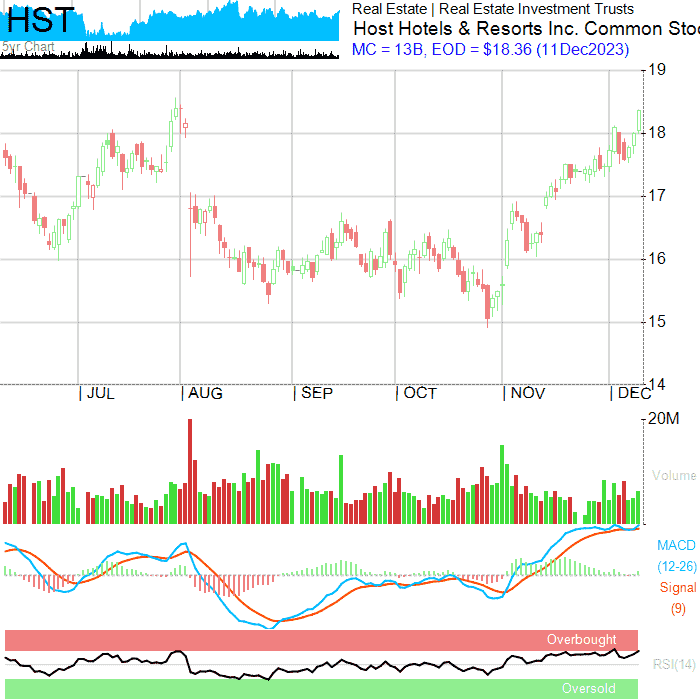 HST
5yr Chart
Real Estate | Real Estate Investment Trusts
Host Hotels & Resorts Inc. Common Stoc
MC = 13B, EOD = $18.36 (11Dec2023)
19
18
17
16
15
14
| JUL | AUG | SEP | OCT | NOV | DEC
20M
Volume
MACD
(12-26)
Signal
(9)
Overbought
RSI(14)
Oversold